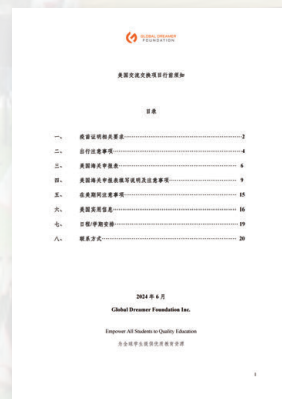 GLOBAL DREAMER
FOUNDATION
美国交流交换项目行前须知
目录
一、 疫苗证明相关要求 2
二、 出行注意事项 4
三、 美国海关申报表 6
四、 美国海关申报表填写说明及注意事项 9
五、 在美期间注意事项 15
六、 美国实用信息 16
七、 日程/学期安排 19
八、 联系方式 20
2024 年 6 月
Global Dreamer Foundation Inc.
Empower All Students to Quality Education
为全球学生提供优质教育资源